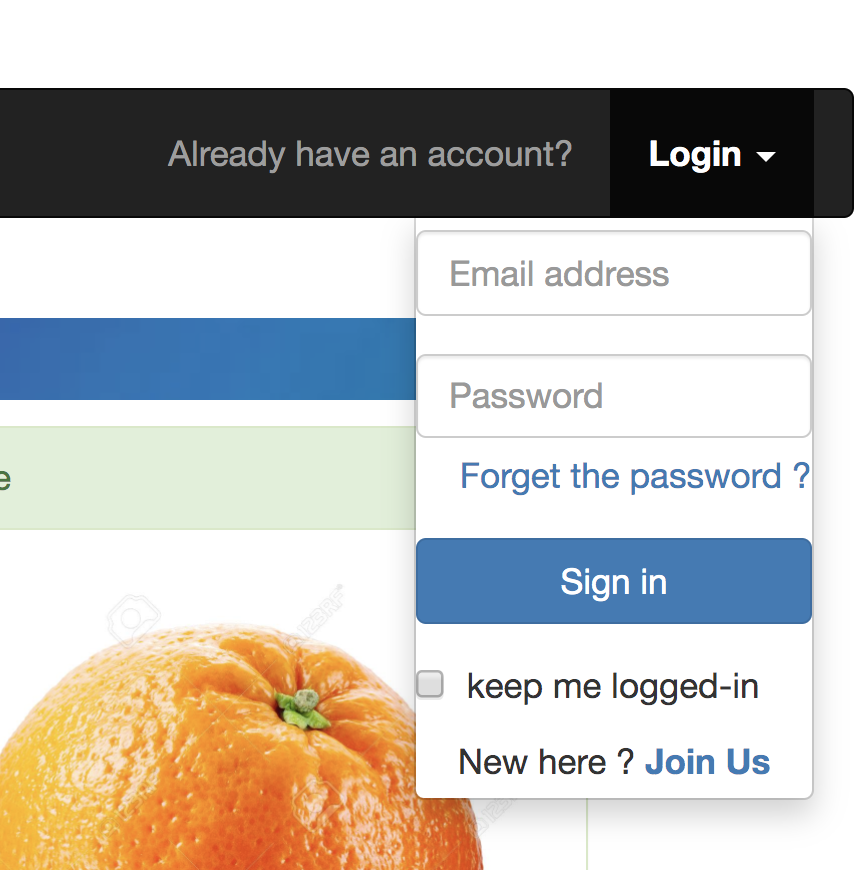 Already have an account? Login
Email address
Password
Forget the password ?
e
Sign in
123RF
keep me logged-in
New here ? Join Us